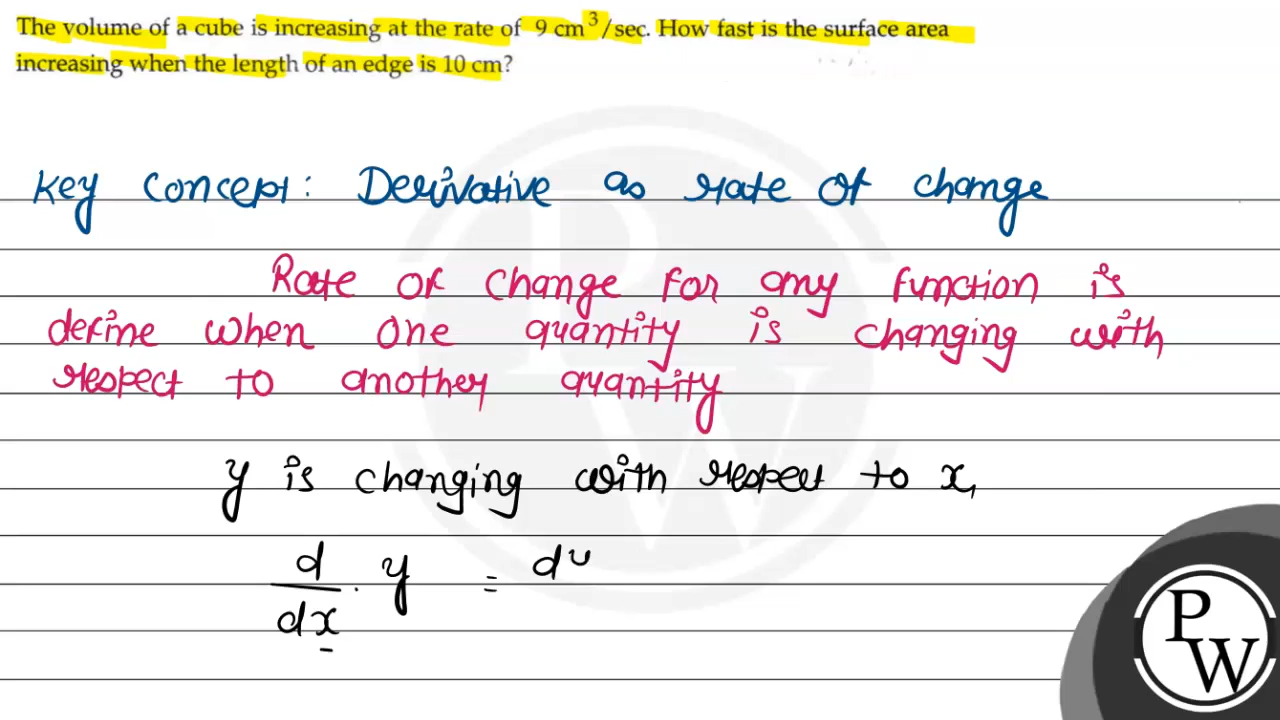 The volume of a cube is increasing at the rate of 9 cm³/sec. How fast is the surface area
increasing when the length of an edge is 10 cm?
Key Concept: Derivative as rate of change
Rate of change for any function is
define when one quantity is changing with
respect to another quantity
y is changing with respect to x,
d/dx . y = dy
PW